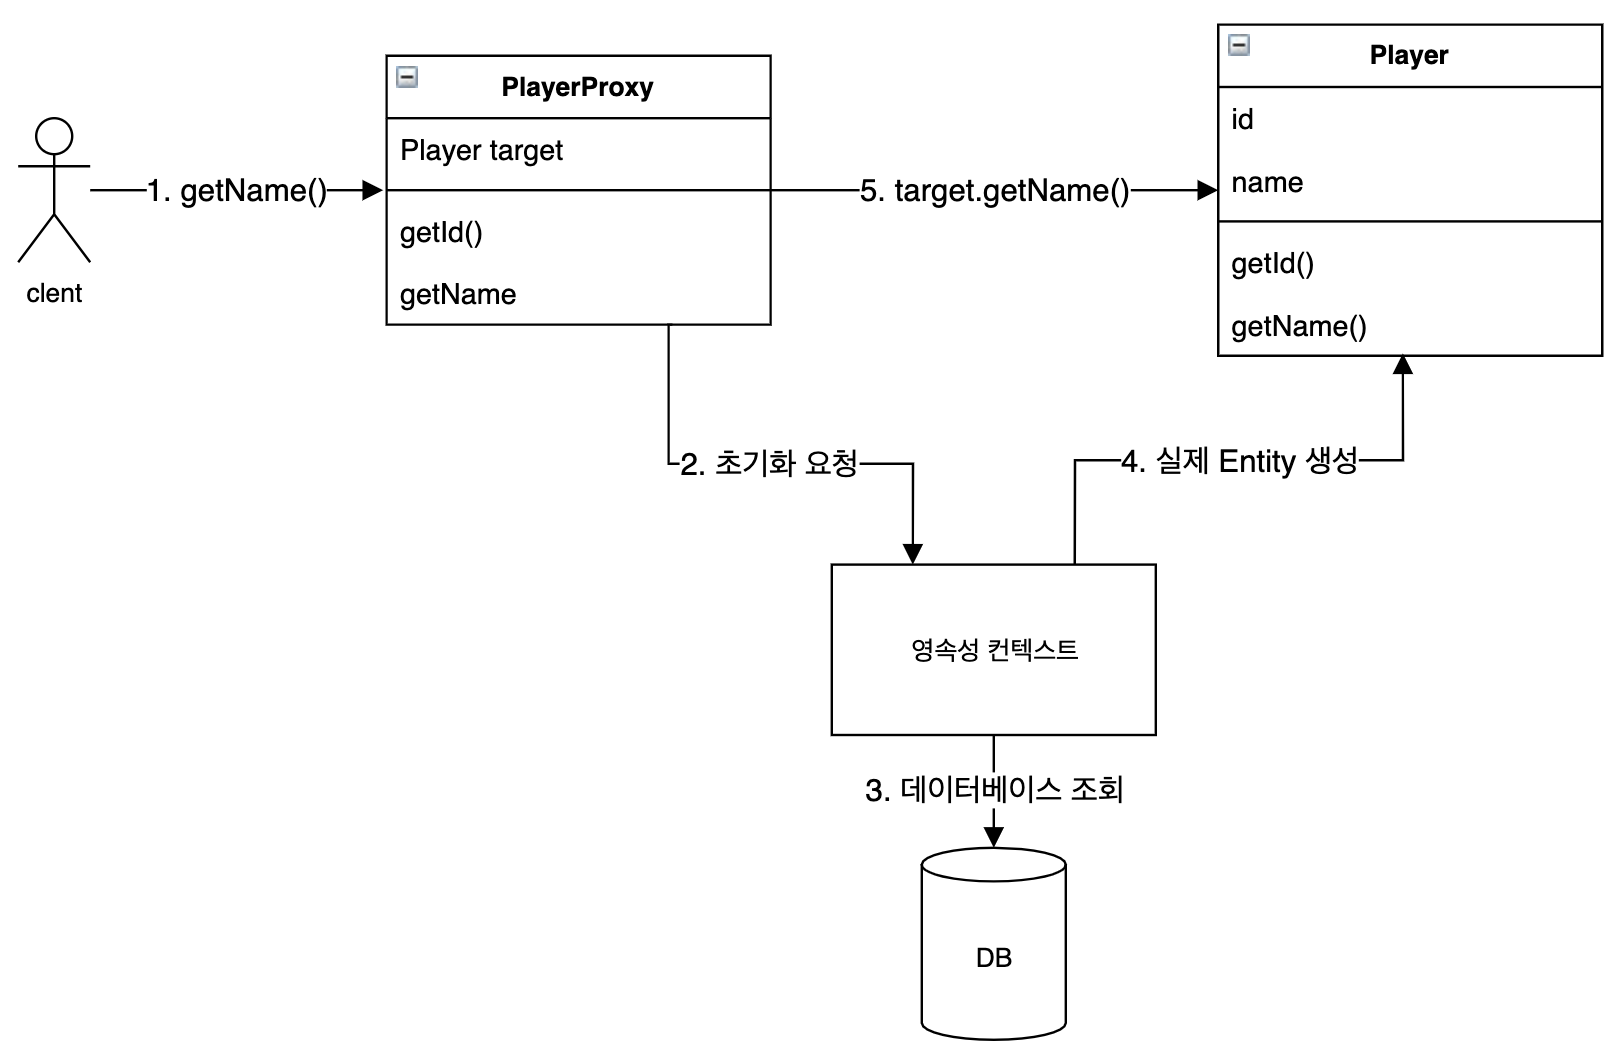 PlayerProxy
Player target
getId()
getName
Player
id
name
getId()
getName()
clent
1. getName()
5. target.getName()
2. 초기화 요청
4. 실제 Entity 생성
영속성 컨텍스트
3. 데이터베이스 조회
DB